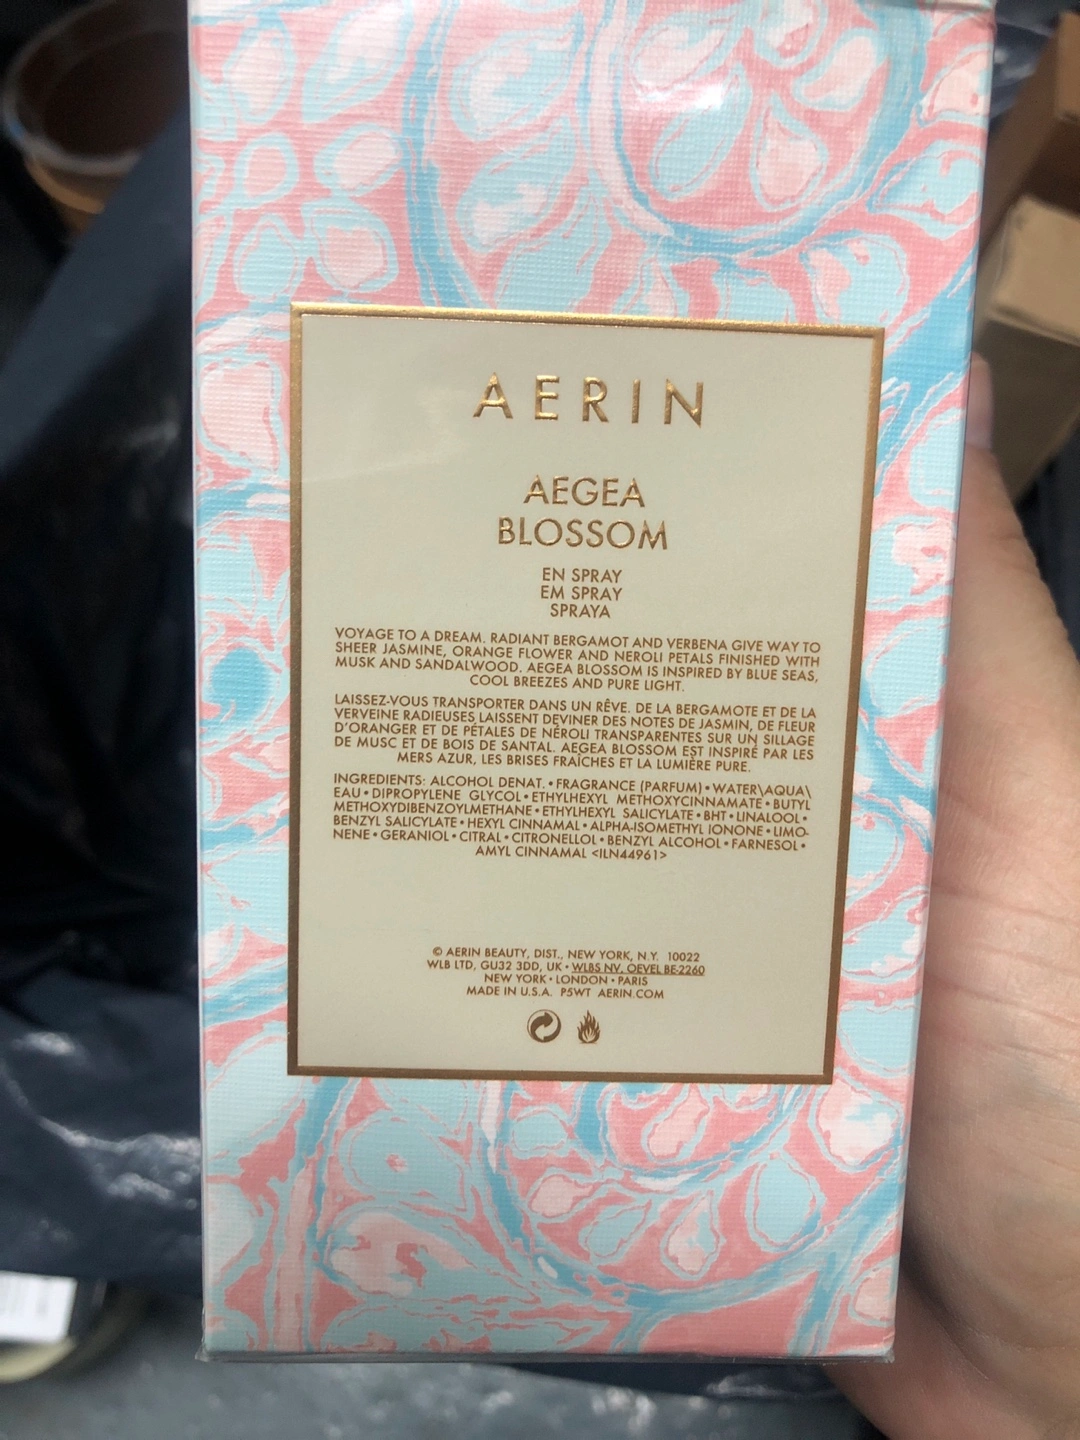 AERIN
AEGEA
BLOSSOM
EN SPRAY
EM SPRAY
SPRAYA
VOYAGE TO A DREAM. RADIANT BERGAMOT AND VERBENA GIVE WAY TO
SHEER JASMINE, ORANGE FLOWER AND NEROLI PETALS FINISHED WITH
MUSK AND SANDALWOOD. AEGEA BLOSSOM IS INSPIRED BY BLUE SEAS,
COOL BREEZES AND PURE LIGHT.
LAISSEZ-VOUS TRANSPORTER DANS UN RÊVE. DE LA BERGAMOTE ET DE LA
VERVEINE RADIEUSES LAISSENT DEVINER DES NOTES DE JASMIN, DE FLEUR
D'ORANGER ET DE PÉTALES DE NÉROLI TRANSPARENTES SUR UN SILLAGE
DE MUSC ET DE BOIS DE SANTAL. AEGEA BLOSSOM EST INSPIRÉ PAR LES
MERS AZUR, LES BRISES FRAÎCHES ET LA LUMIÈRE PURE.
INGREDIENTS: ALCOHOL DENAT. • FRAGRANCE (PARFUM) • WATER\AQUA\
EAU • DIPROPYLENE GLYCOL • ETHYLHEXYL METHOXYCINNAMATE • BUTYL
METHOXYDIBENZOYLMETHANE • ETHYLHEXYL SALICYLATE • BHT • LINALOOL •
BENZYL SALICYLATE • HEXYL CINNAMAL • ALPHA-ISOMETHYL IONONE • LIMO-
NENE • GERANIOL • CITRAL • CITRONELLOL • BENZYL ALCOHOL • FARNESOL •
AMYL CINNAMAL <ILN44961>
© AERIN BEAUTY, DIST., NEW YORK, N.Y. 10022
WLB LTD, GU32 3DD, UK • WLBS NV, OEVEL BE-2260
NEW YORK • LONDON • PARIS
MADE IN U.S.A. P5WT AERIN.COM